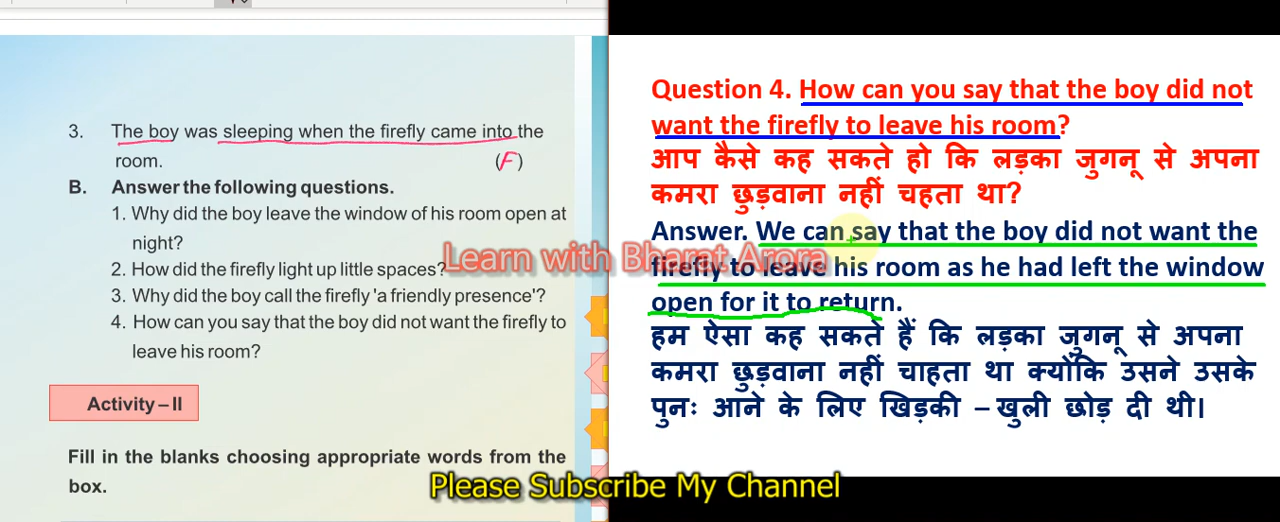 3. The boy was sleeping when the firefly came into the
room. (F)
B. Answer the following questions.
1. Why did the boy leave the window of his room open at
night?
2. How did the firefly light up little spaces?
3. Why did the boy call the firefly 'a friendly presence'?
4. How can you say that the boy did not want the firefly to
leave his room?
Activity – II
Fill in the blanks choosing appropriate words from the
box.
Question 4. How can you say that the boy did not
want the firefly to leave his room?
आप कैसे कह सकते हो कि लड़का जुगनू से अपना
कमरा छुड़वाना नहीं चहता था?
Answer. We can say that the boy did not want the
firefly to leave his room as he had left the window
open for it to return.
हम ऐसा कह सकते हैं कि लड़का जुगनू से अपना
कमरा छुड़वाना नहीं चाहता था क्योंकि उसने उसके
पुनः आने के लिए खिड़की – खुली छोड़ दी थी।
Learn with Bharat Arora
Please Subscribe My Channel